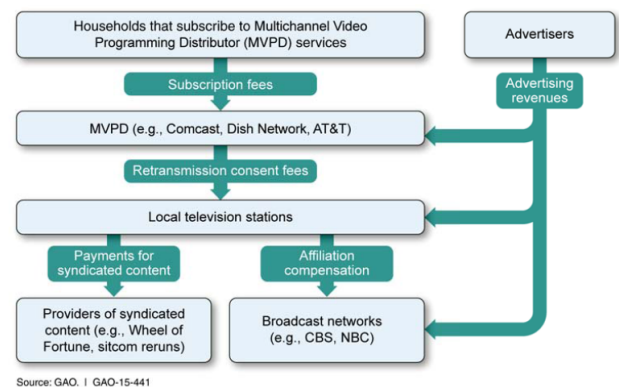 Households that subscribe to Multichannel Video
Programming Distributor (MVPD) services
Advertisers
Subscription fees
Advertising
revenues
MVPD (e.g., Comcast, Dish Network, AT&T)
Retransmission consent fees
Local television stations
Payments for
syndicated content
Affiliation
compensation
Providers of syndicated
content (e.g., Wheel of
Fortune, sitcom reruns)
Broadcast networks
(e.g., CBS, NBC)
Source: GAO. | GAO-15-441